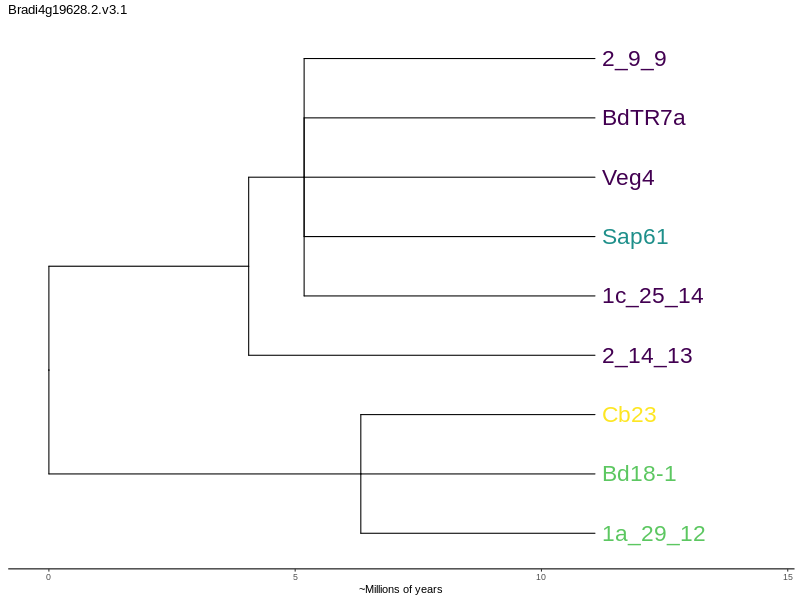 Bradi4g19628.2.v3.1
2_9_9
BdTR7a
Veg4
Sap61
1c_25_14
2_14_13
Cb23
Bd18-1
1a_29_12
0 5 10 15
~Millions of years